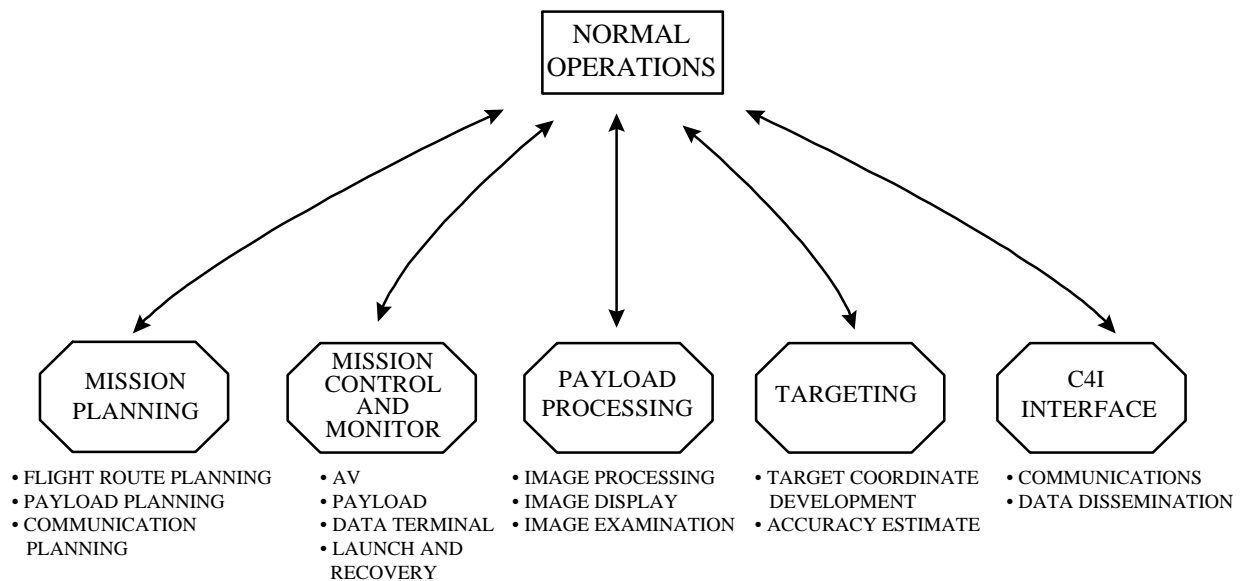 NORMAL
OPERATIONS
MISSION
PLANNING
• FLIGHT ROUTE PLANNING
• PAYLOAD PLANNING
• COMMUNICATION
PLANNING
MISSION
CONTROL
AND
MONITOR
• AV
• PAYLOAD
• DATA TERMINAL
• LAUNCH AND
RECOVERY
PAYLOAD
PROCESSING
• IMAGE PROCESSING
• IMAGE DISPLAY
• IMAGE EXAMINATION
TARGETING
• TARGET COORDINATE
DEVELOPMENT
• ACCURACY ESTIMATE
C4I
INTERFACE
• COMMUNICATIONS
• DATA DISSEMINATION